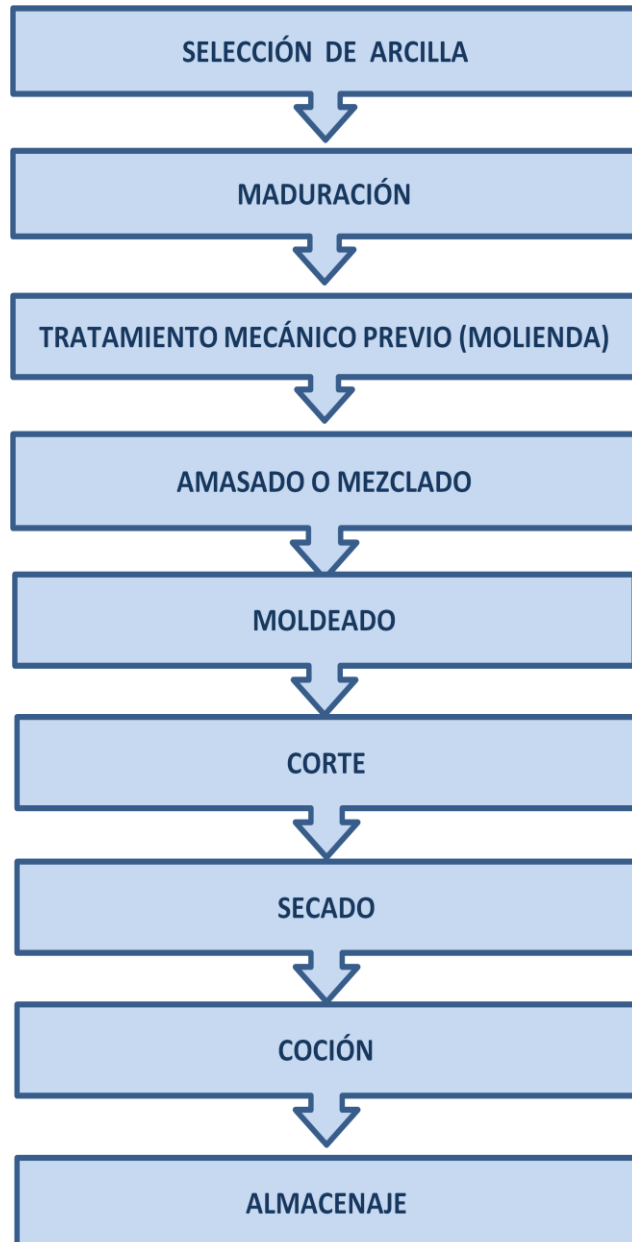 SELECCIÓN DE ARCILLA
MADURACIÓN
TRATAMIENTO MECÁNICO PREVIO (MOLIENDA)
AMASADO O MEZCLADO
MOLDEADO
CORTE
SECADO
COCIÓN
ALMACENAJE